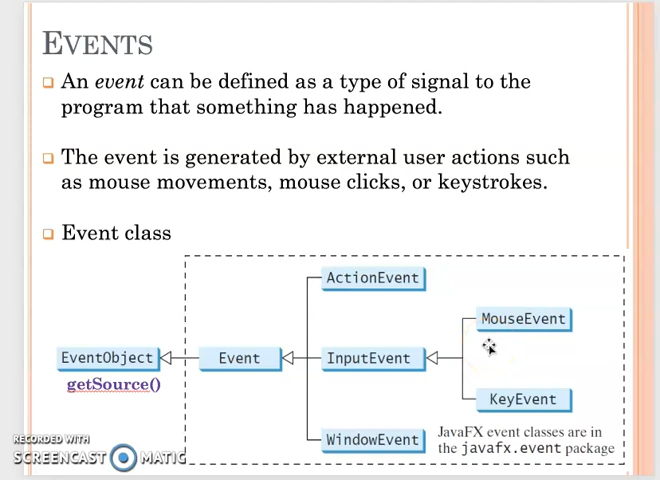 EVENTS
An event can be defined as a type of signal to the
program that something has happened.
The event is generated by external user actions such
as mouse movements, mouse clicks, or keystrokes.
Event class
ActionEvent
MouseEvent
EventObject
Event
InputEvent
getSource()
KeyEvent
WindowEvent
JavaFX event classes are in
the javafx.event package
RECORDED WITH
SCREENCAST MATIC